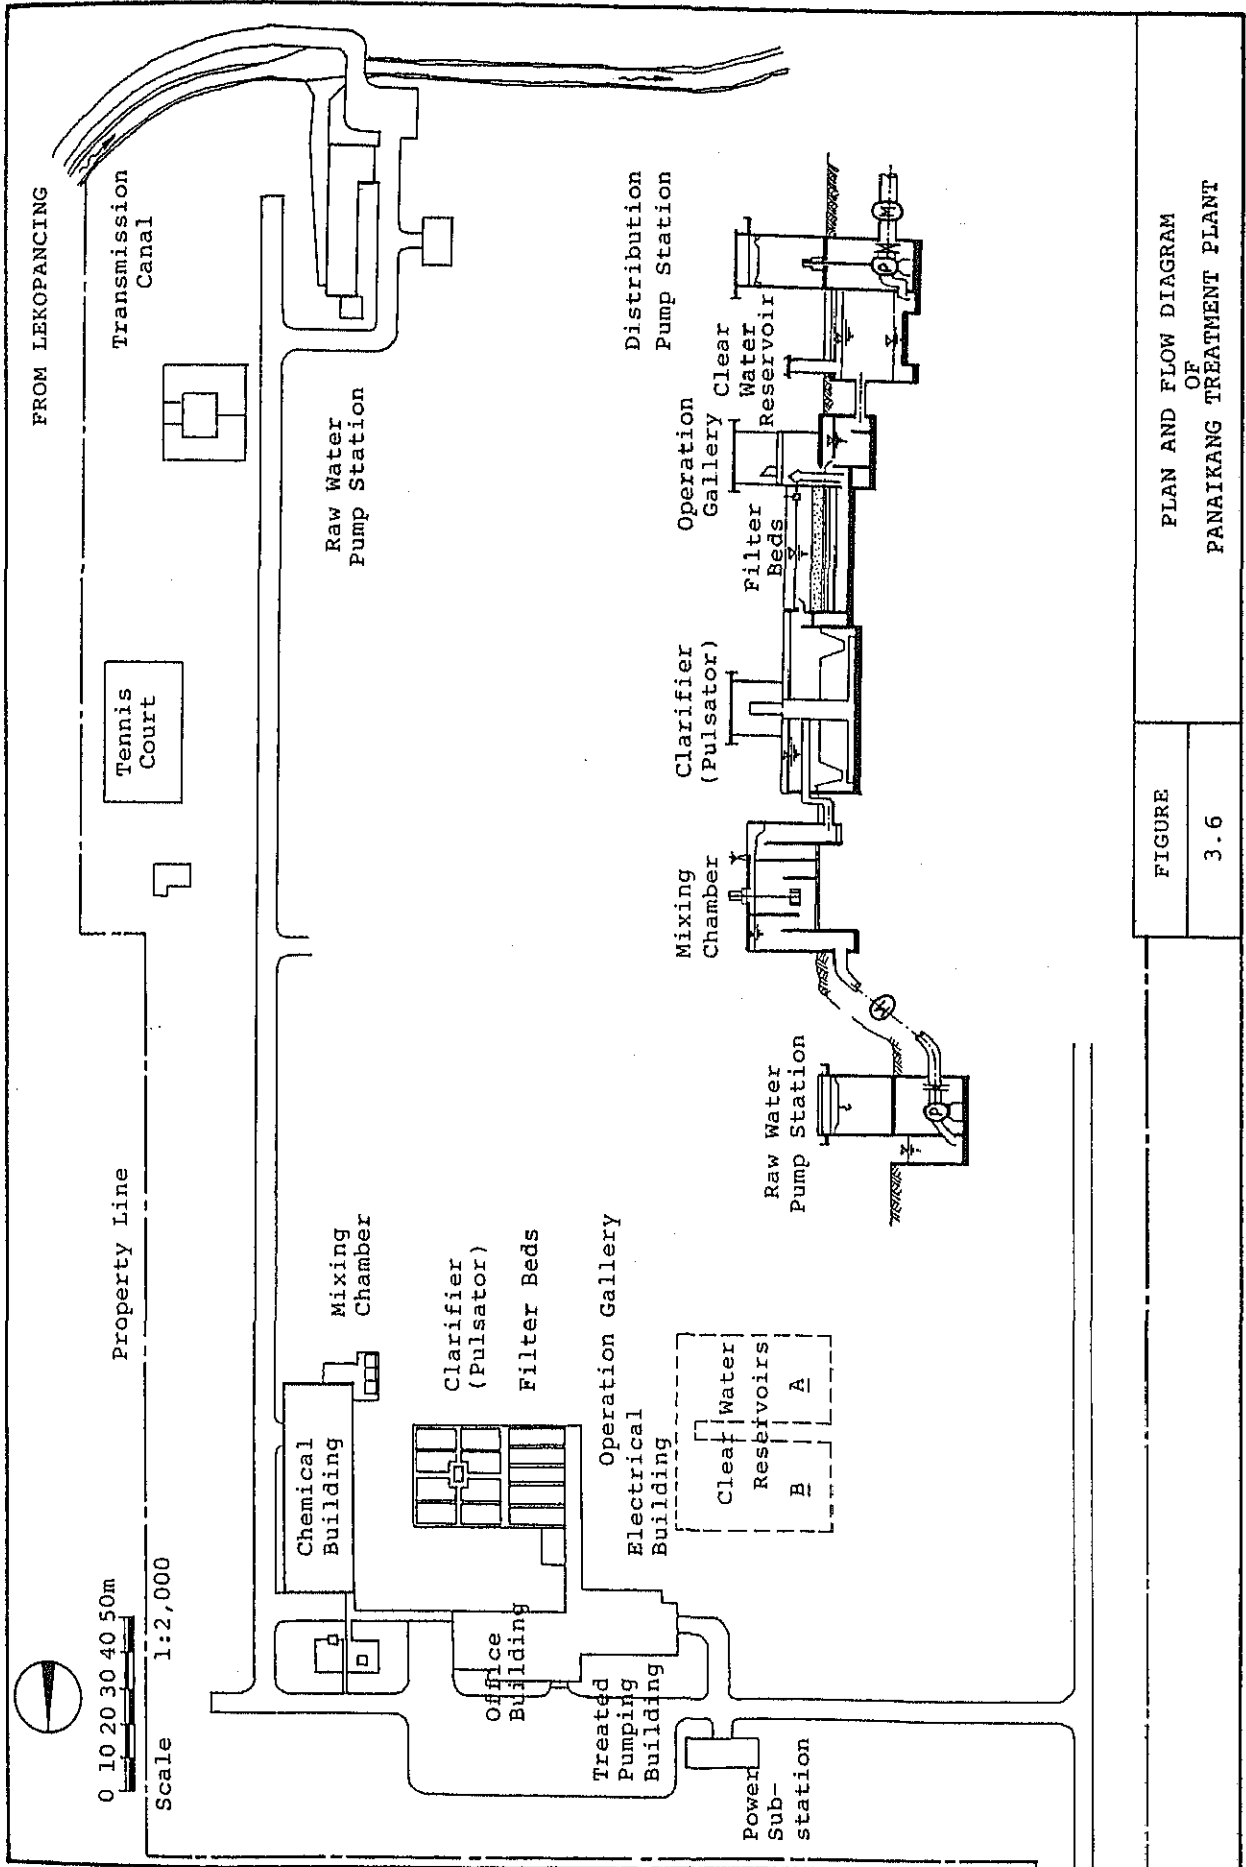 FROM LEKOPANCING
Transmission
Canal
Tennis
Court
Property Line
0 10 20 30 40 50m
Scale 1:2,000
Raw Water
Pump Station
Mixing
Chamber
Chemical
Building
Clarifier
(Pulsator)
Filter Beds
Operation Gallery
Electrical
Building
Office
Building
Treated
Pumping
Building
Power
Sub-
station
Clear Water
Reservoirs
B A
Raw Water
Pump Station
P
M
Mixing
Chamber
Clarifier
(Pulsator)
Filter
Beds
Operation
Gallery
Clear
Water
Reservoir
Distribution
Pump Station
P
M
FIGURE
3.6
PLAN AND FLOW DIAGRAM
OF
PANAIKANG TREATMENT PLANT